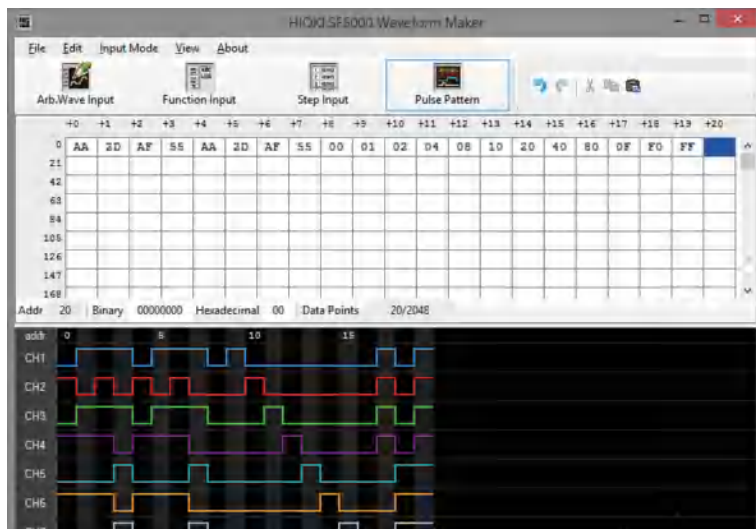 HIOKI SF6000 Waveform Maker
File Edit Input Mode View About
Arb.Wave Input Function Input Step Input Pulse Pattern
+0 +1 +2 +3 +4 +5 +6 +7 +8 +9 +10 +11 +12 +13 +14 +15 +16 +17 +18 +19 +20
0 AA 2D AF 55 AA 2D AF 55 00 01 02 04 08 10 20 40 80 0F F0 FF
21
42
63
84
105
126
147
168
Addr 20 Binary 00000000 Hexadecimal 00 Data Points 20/2048
addr 0 5 10 15
CH1
CH2
CH3
CH4
CH5
CH6